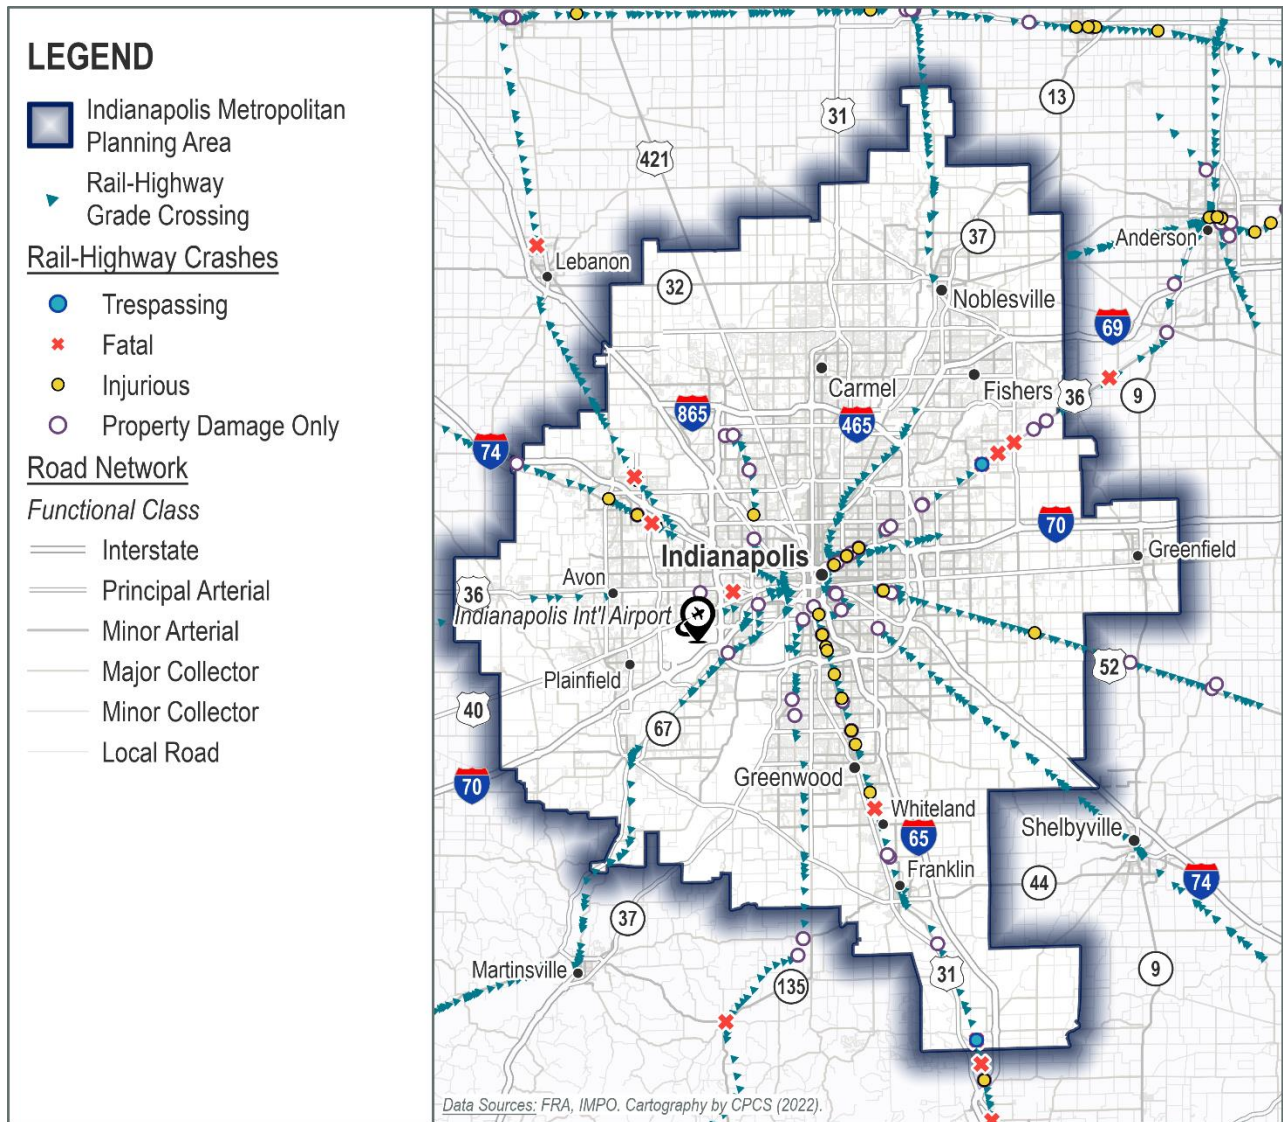 LEGEND
Indianapolis Metropolitan
Planning Area
Rail-Highway
Grade Crossing
Rail-Highway Crashes
Trespassing
Fatal
Injurious
Property Damage Only
Road Network
Functional Class
Interstate
Principal Arterial
Minor Arterial
Major Collector
Minor Collector
Local Road
13
31
421
37
Anderson
Lebanon
32
Noblesville
69
Carmel
Fishers
36
9
865
465
74
70
Indianapolis
Greenfield
Avon
36
Indianapolis Int'l Airport
Plainfield
52
40
67
Greenwood
70
Whiteland
65
Shelbyville
Franklin
44
74
37
Martinsville
31
9
135
Data Sources: FRA, IMPO. Cartography by CPCS (2022).